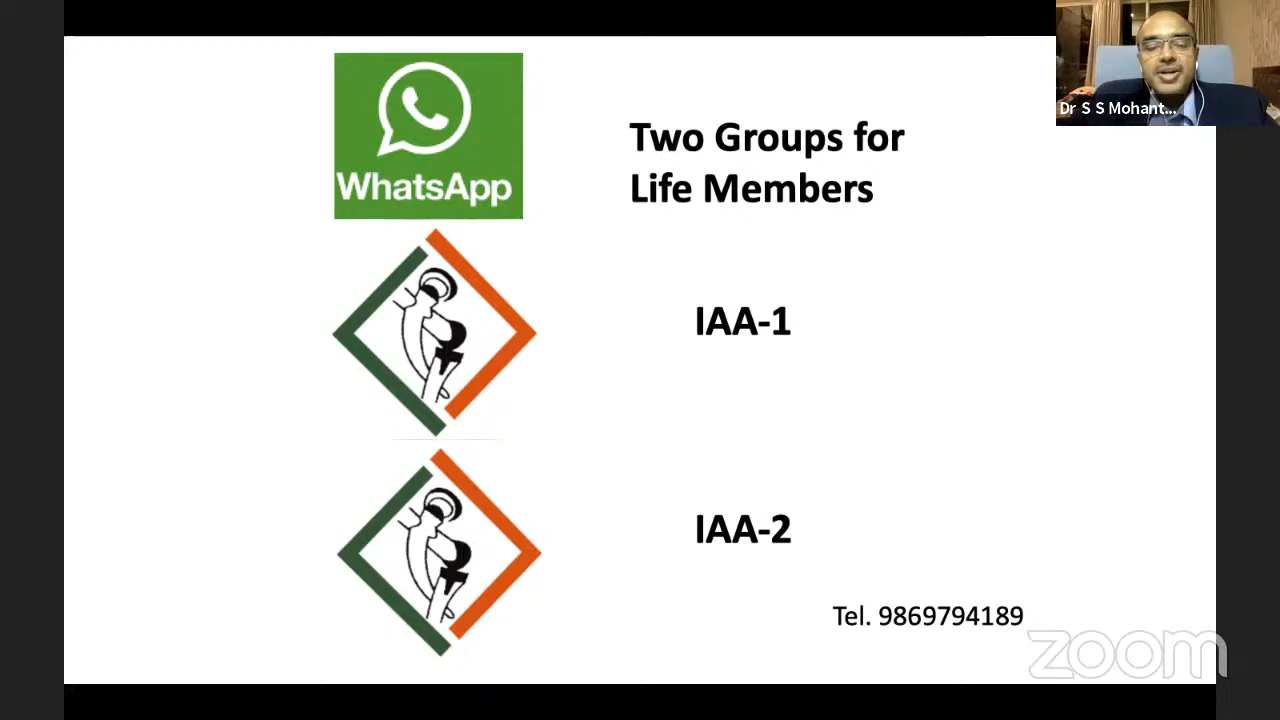 WhatsApp
Two Groups for
Life Members
Dr S S Mohant...
IAA-1
IAA-2
Tel. 9869794189
zoom